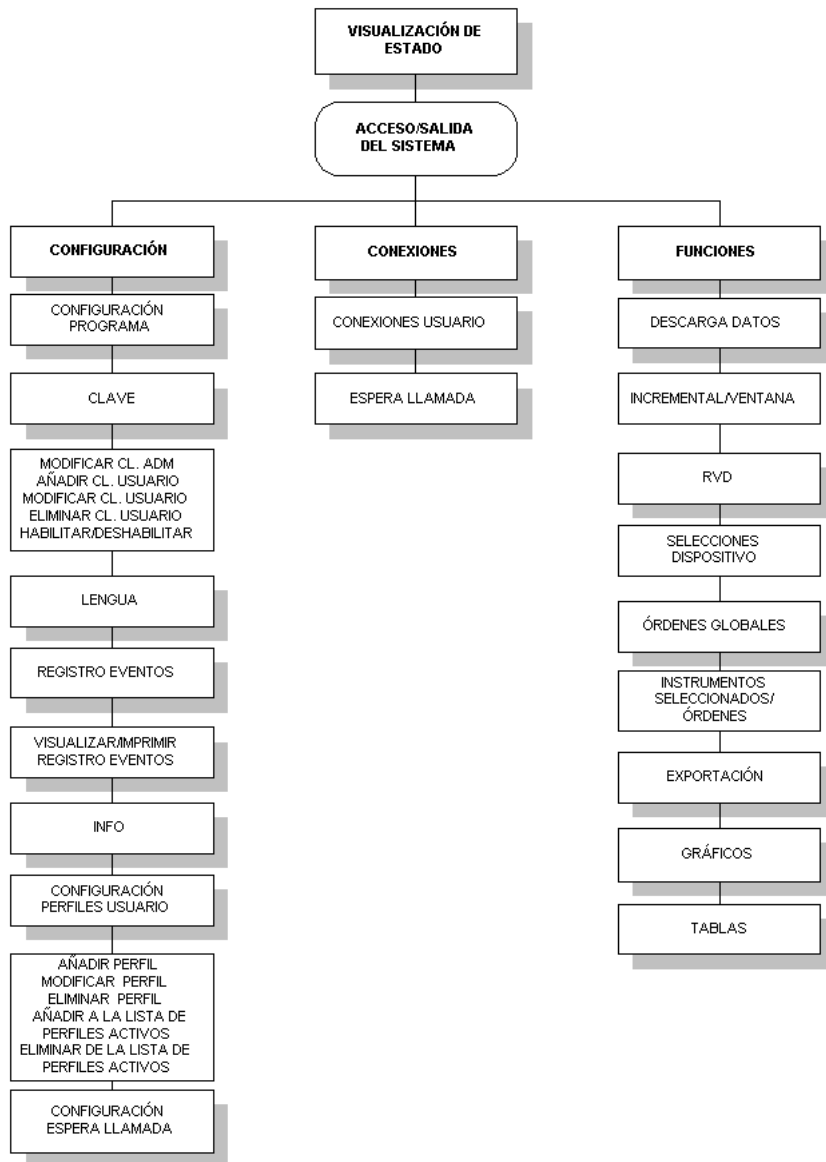 VISUALIZACIÓN DE
ESTADO
ACCESO/SALIDA
DEL SISTEMA
CONFIGURACIÓN
CONFIGURACIÓN
PROGRAMA
CLAVE
MODIFICAR CL. ADM
AÑADIR CL. USUARIO
MODIFICAR CL. USUARIO
ELIMINAR CL. USUARIO
HABILITAR/DESHABILITAR
LENGUA
REGISTRO EVENTOS
VISUALIZAR/IMPRIMIR
REGISTRO EVENTOS
INFO
CONFIGURACIÓN
PERFILES USUARIO
AÑADIR PERFIL
MODIFICAR PERFIL
ELIMINAR PERFIL
AÑADIR A LA LISTA DE
PERFILES ACTIVOS
ELIMINAR DE LA LISTA DE
PERFILES ACTIVOS
CONFIGURACIÓN
ESPERA LLAMADA
CONEXIONES
CONEXIONES USUARIO
ESPERA LLAMADA
FUNCIONES
DESCARGA DATOS
INCREMENTAL/VENTANA
RVD
SELECCIONES
DISPOSITIVO
ÓRDENES GLOBALES
INSTRUMENTOS
SELECCIONADOS/
ÓRDENES
EXPORTACIÓN
GRÁFICOS
TABLAS